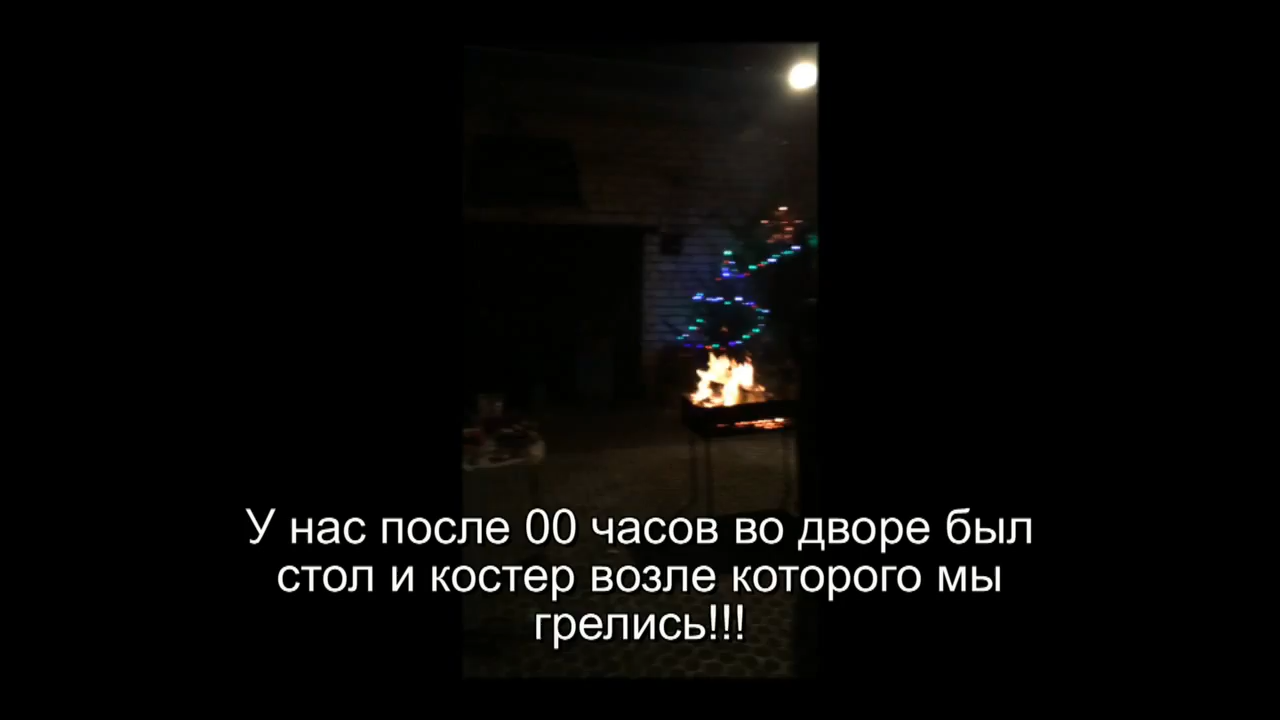 У нас после 00 часов во дворе был
стол и костер возле которого мы
грелись!!!